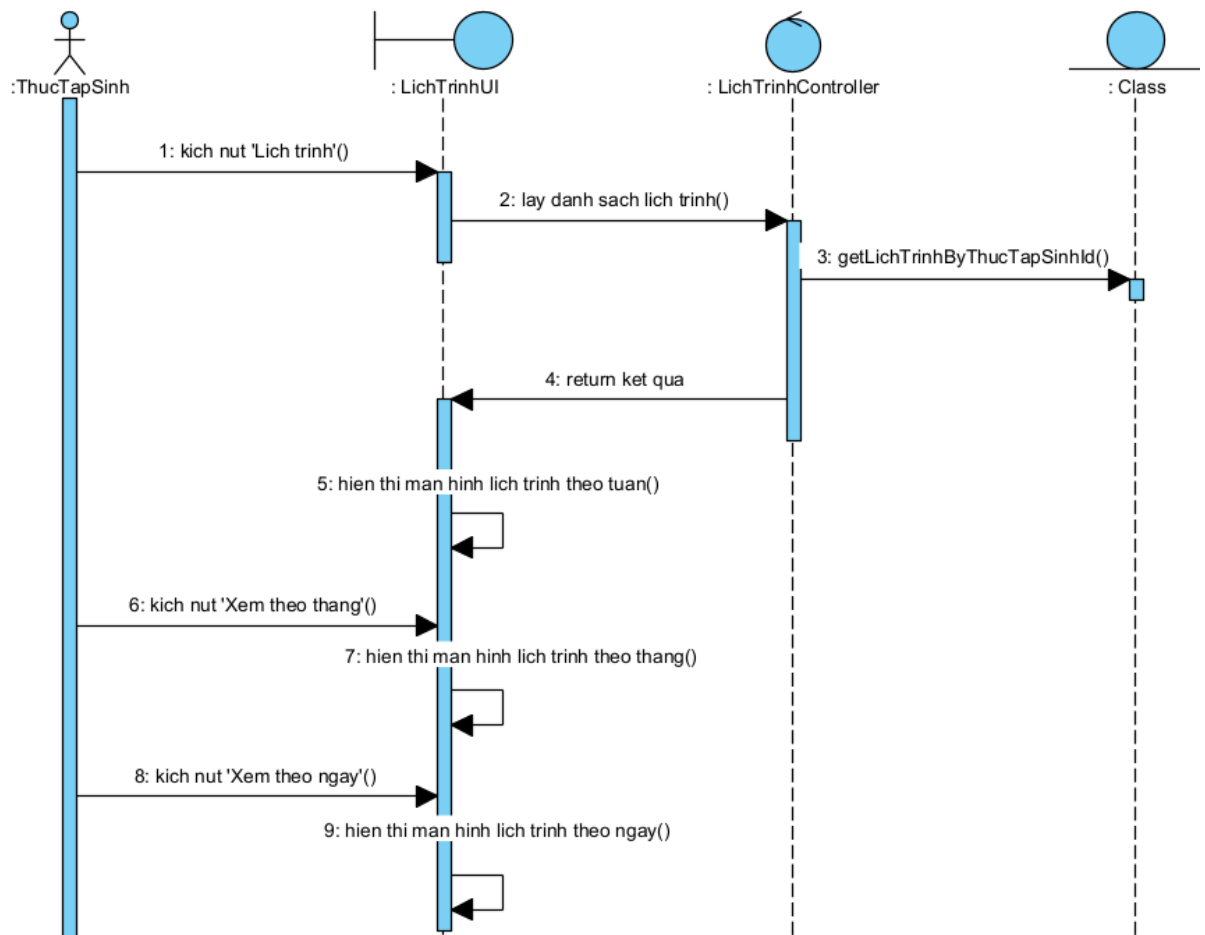 :ThucTapSinh
: LichTrinhUI
: LichTrinhController
: Class
1: kich nut 'Lich trinh'()
2: lay danh sach lich trinh()
3: getLichTrinhByThucTapSinhId()
4: return ket qua
5: hien thi man hinh lich trinh theo tuan()
6: kich nut 'Xem theo thang'()
7: hien thi man hinh lich trinh theo thang()
8: kich nut 'Xem theo ngay'()
9: hien thi man hinh lich trinh theo ngay()